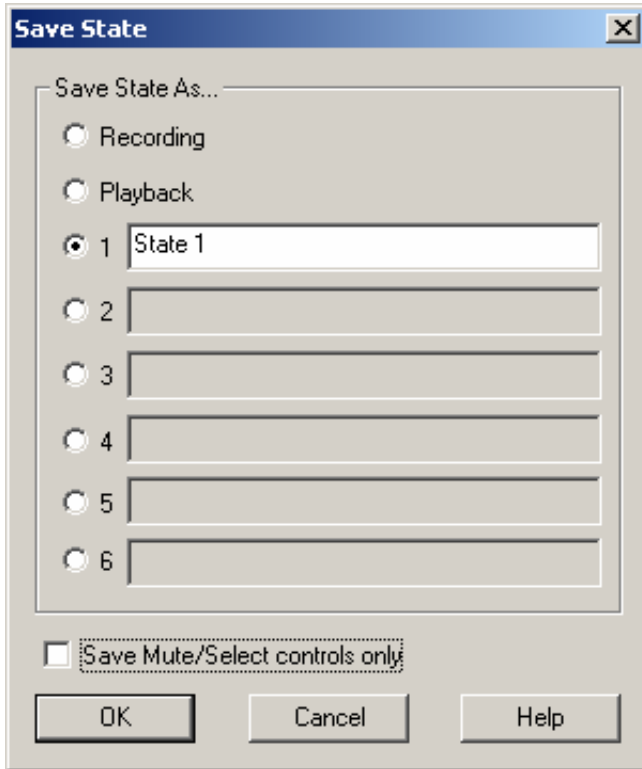 Save State
Save State As...
Recording
Playback
1 State 1
2
3
4
5
6
Save Mute/Select controls only
OK Cancel Help